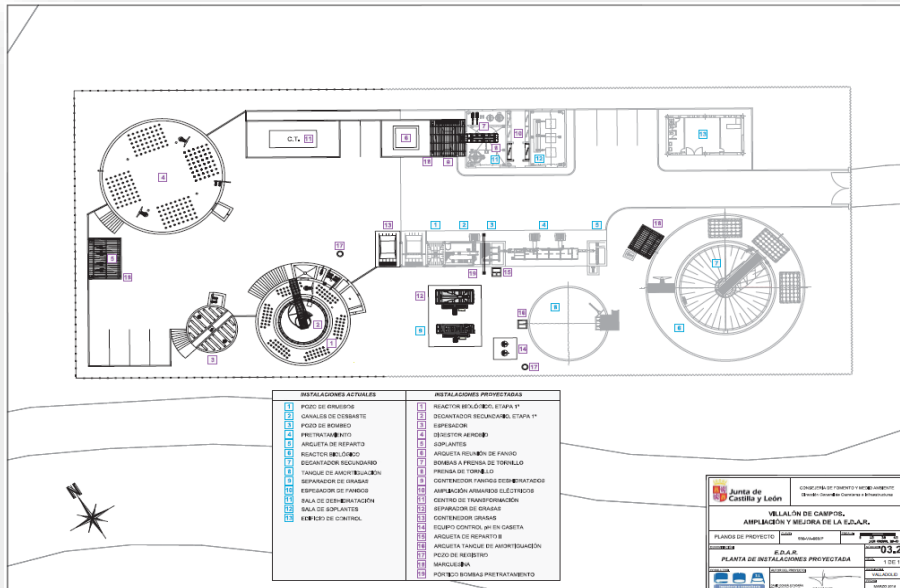 C.T.
INSTALACIONES ACTUALES
1 POZO DE GRUESOS
2 CANALES DE DESBASTE
3 POZO DE BOMBEO
4 PRETRATAMIENTO
5 ARQUETA DE REPARTO
6 REACTOR BIOLÓGICO
7 DECANTADOR SECUNDARIO
8 TANQUE DE AMORTIGUACIÓN
9 SEPARADOR DE GRASAS
10 ESPESADOR DE FANGOS
11 SALA DE DESHIDRATACIÓN
12 SALA DE SOPLANTES
13 EDIFICIO DE CONTROL
INSTALACIONES PROYECTADAS
1 REACTOR BIOLÓGICO, ETAPA 1ª
2 DECANTADOR SECUNDARIO, ETAPA 1ª
3 ESPESADOR
4 DIGESTOR AEROBIO
5 SOPLANTES
6 ARQUETA REUNIÓN DE FANGO
7 BOMBAS A PRENSA DE TORNILLO
8 PRENSA DE TORNILLO
9 CONTENEDOR FANGOS DESHIDRATADOS
10 AMPLIACIÓN ARMARIOS ELÉCTRICOS
11 CENTRO DE TRANSFORMACIÓN
12 SEPARADOR DE GRASAS
13 CONTENEDOR GRASAS
14 EQUIPO CONTROL pH EN CASETA
15 ARQUETA DE REPARTO B
16 ARQUETA TANQUE DE AMORTIGUACIÓN
17 POZO DE REGISTRO
18 MARQUESINA
19 PÓRTICO BOMBAS PRETRATAMIENTO
N
Junta de
Castilla y León
CONSEJERÍA DE FOMENTO Y MEDIO AMBIENTE
VILLALÓN DE CAMPOS.
AMPLIACIÓN Y MEJORA DE LA E.D.A.R.
PLANOS DE PROYECTO
E.D.A.R.
PLANTA DE INSTALACIONES PROYECTADA
03.2
1 DE 1
VALLADOLID